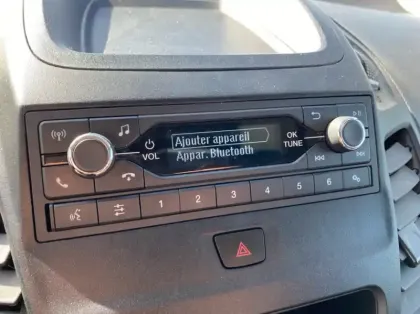 Ajouter appareil
Appar. Bluetooth
VOL
OK
TUNE
1 2 3 4 5 6